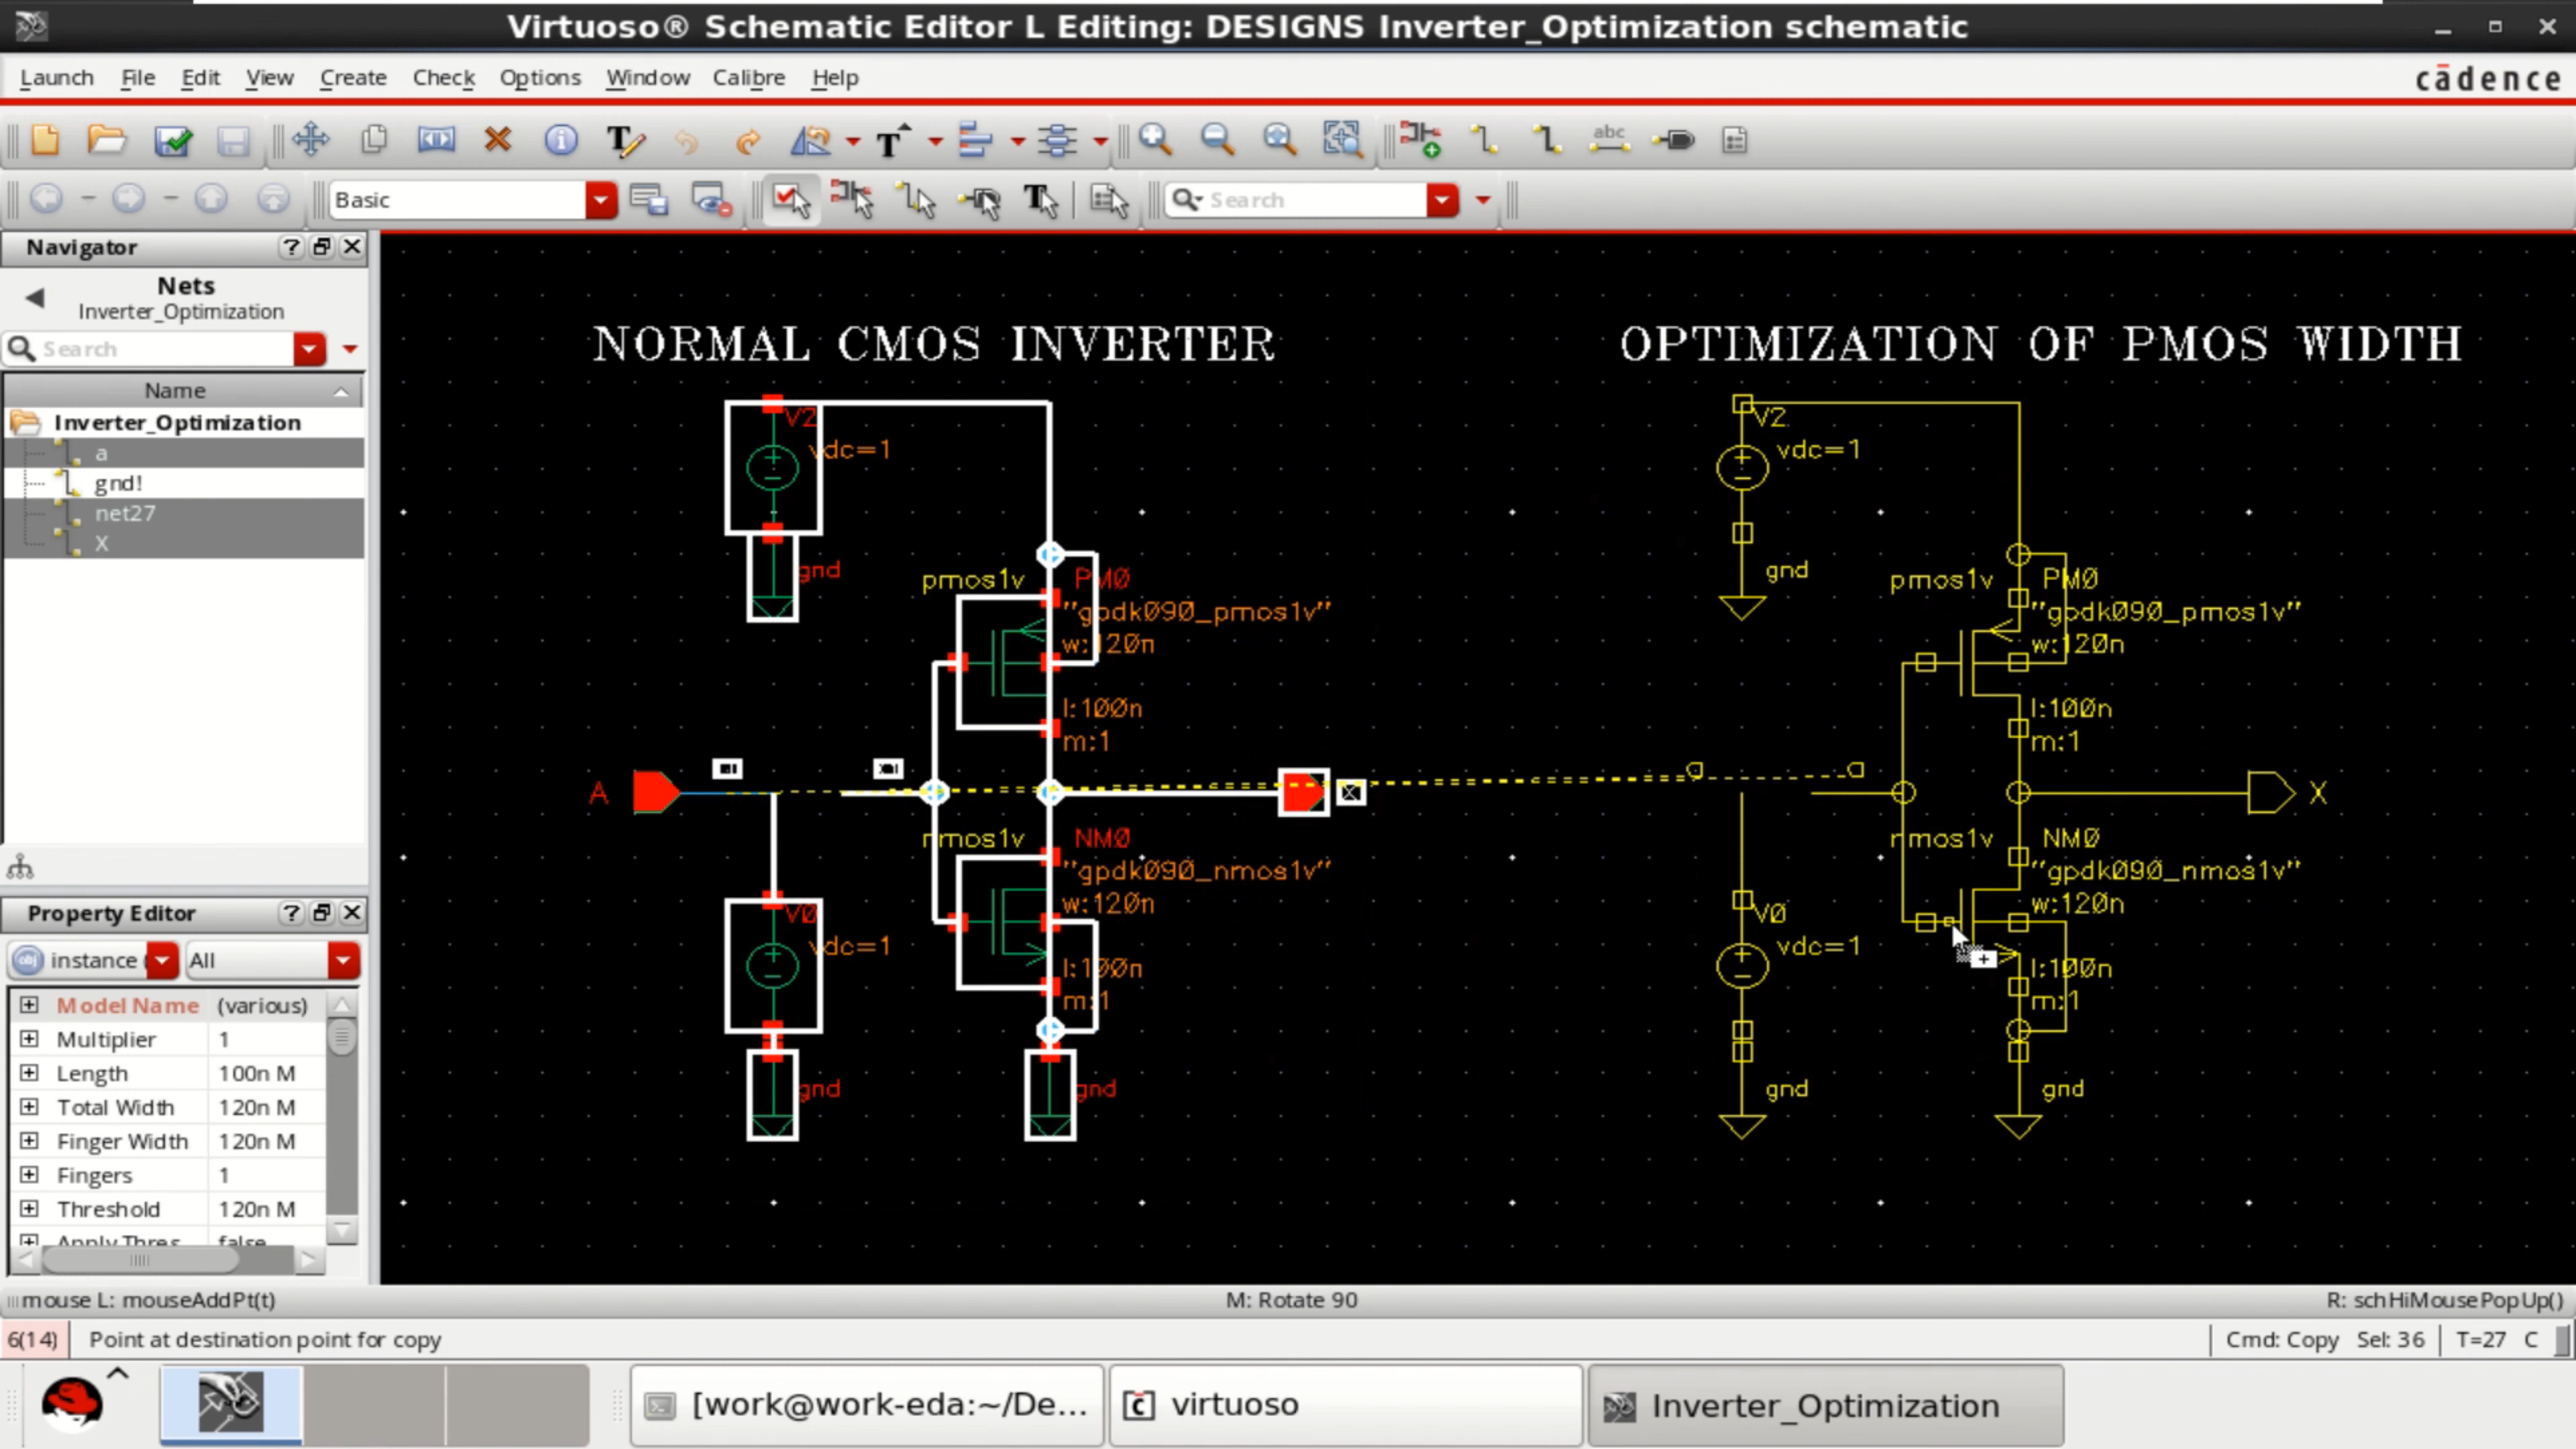 Virtuoso® Schematic Editor L Editing: DESIGNS Inverter_Optimization schematic
Launch File Edit View Create Check Options Window Calibre Help
cādence
abc
Basic
Search
Navigator
Nets
Inverter_Optimization
Search
Name
Inverter_Optimization
a
gnd!
net27
X
NORMAL CMOS INVERTER
V2
vdc=1
gnd
pmos1v PM0
"gpdk090_pmos1v"
w:120n
l:100n
m:1
A
nmos1v NM0
"gpdk090_nmos1v"
w:120n
V0
vdc=1
l:100n
m:1
gnd
gnd
OPTIMIZATION OF PMOS WIDTH
V2
vdc=1
gnd
pmos1v PM0
"gpdk090_pmos1v"
w:120n
l:100n
m:1
a
a
X
nmos1v NM0
"gpdk090_nmos1v"
w:120n
V0
vdc=1
l:100n
m:1
gnd
gnd
Property Editor
instance (
All
Model Name (various)
Multiplier 1
Length 100n M
Total Width 120n M
Finger Width 120n M
Fingers 1
Threshold 120n M
Apply Thres false
mouse L: mouseAddPt(t)
M: Rotate 90
R: schHiMousePopUp()
6(14) Point at destination point for copy
Cmd: Copy Sel: 36 T=27 C
[work@work-eda:~/De...
virtuoso
Inverter_Optimization